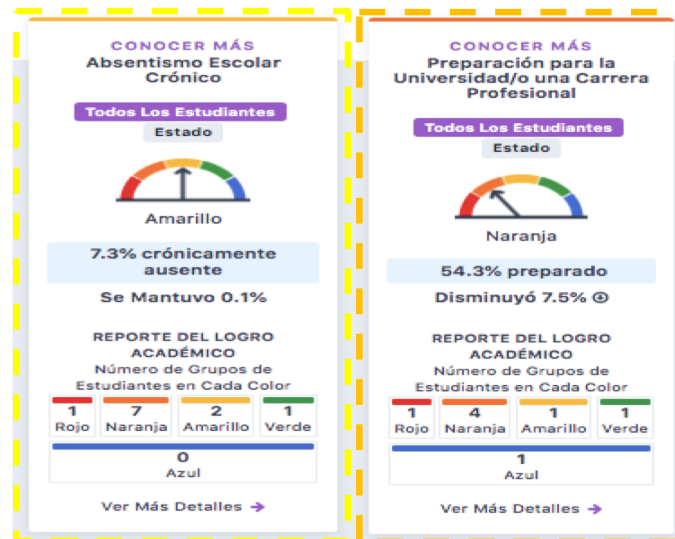 CONOCER MÁS
Absentismo Escolar
Crónico
Todos Los Estudiantes
Estado
Amarillo
7.3% crónicamente
ausente
Se Mantuvo 0.1%
REPORTE DEL LOGRO
ACADÉMICO
Número de Grupos de
Estudiantes en Cada Color
1 7 2 1
Rojo Naranja Amarillo Verde
0
Azul
Ver Más Detalles →
CONOCER MÁS
Preparación para la
Universidad/o una Carrera
Profesional
Todos Los Estudiantes
Estado
Naranja
54.3% preparado
Disminuyó 7.5%
REPORTE DEL LOGRO
ACADÉMICO
Número de Grupos de
Estudiantes en Cada Color
1 4 1 1
Rojo Naranja Amarillo Verde
1
Azul
Ver Más Detalles →